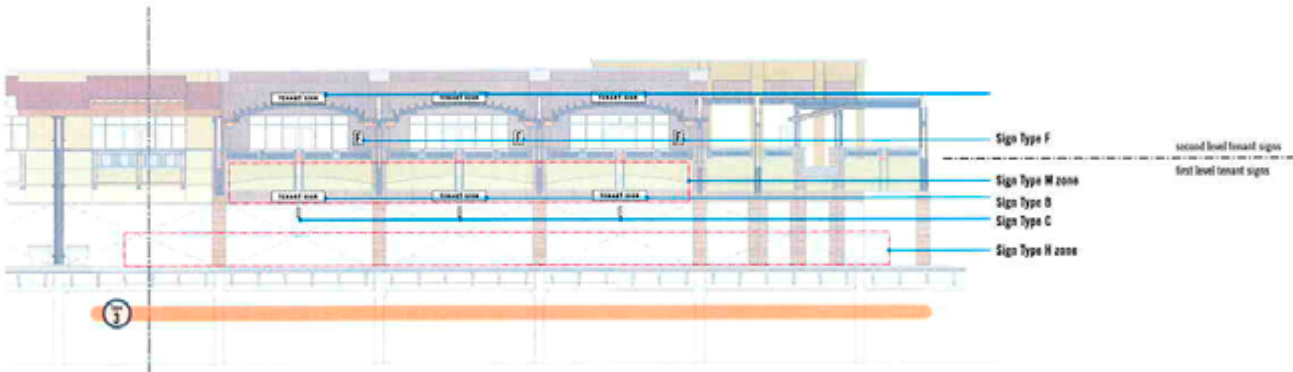 TENANT SIGN TENANT SIGN TENANT SIGN
F F F
Sign Type F
second level tenant signs
first level tenant signs
Sign Type M zone
TENANT SIGN TENANT SIGN TENANT SIGN
Sign Type B
Sign Type C
Sign Type H zone
3